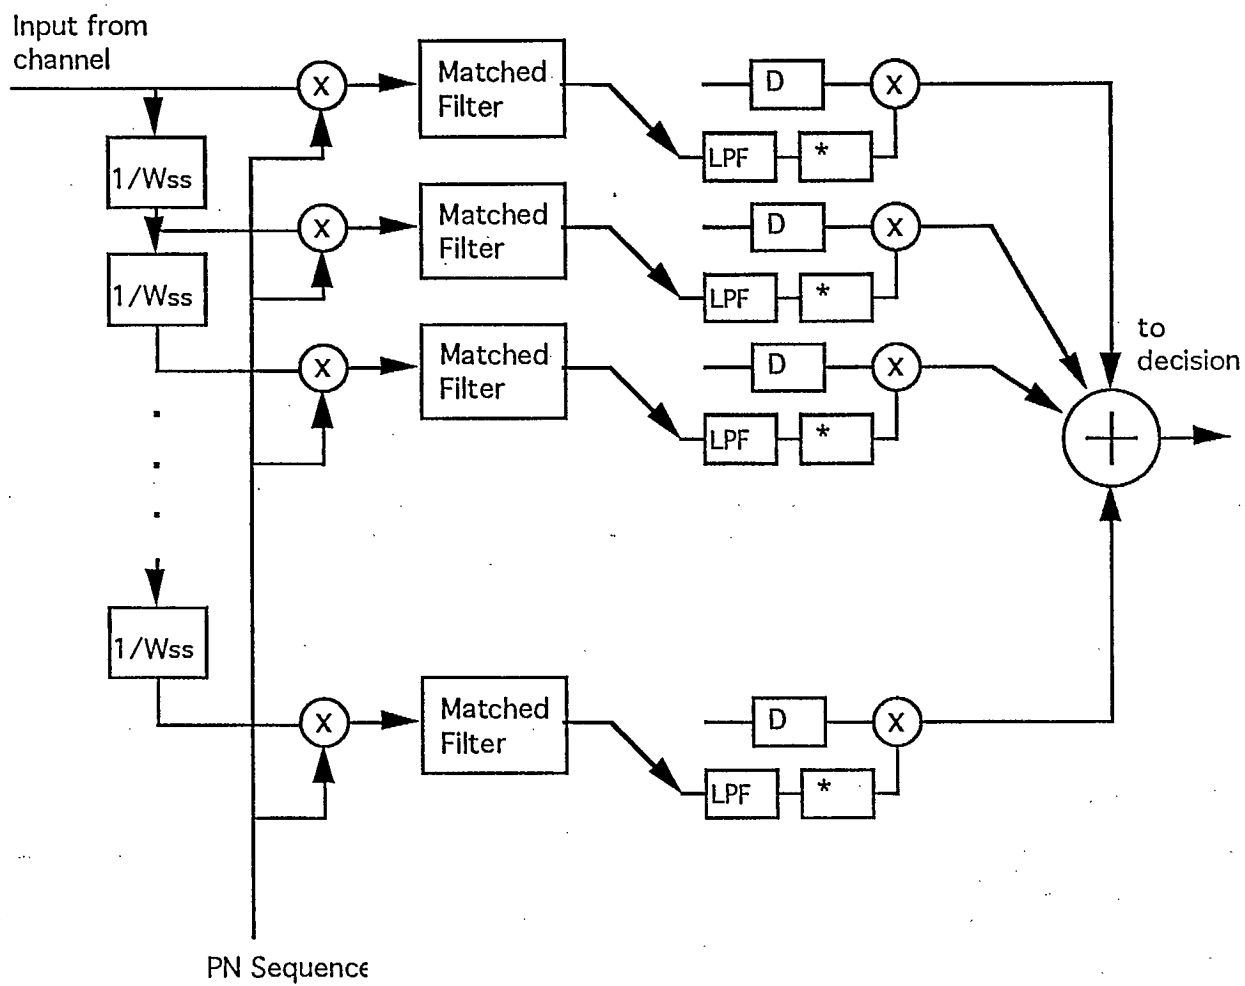 Input from
channel
X
Matched
Filter
D
X
LPF
*
1/Wss
X
Matched
Filter
D
X
LPF
*
1/Wss
X
Matched
Filter
D
X
LPF
*
to
decision
+
1/Wss
X
Matched
Filter
D
X
LPF
*
PN Sequence